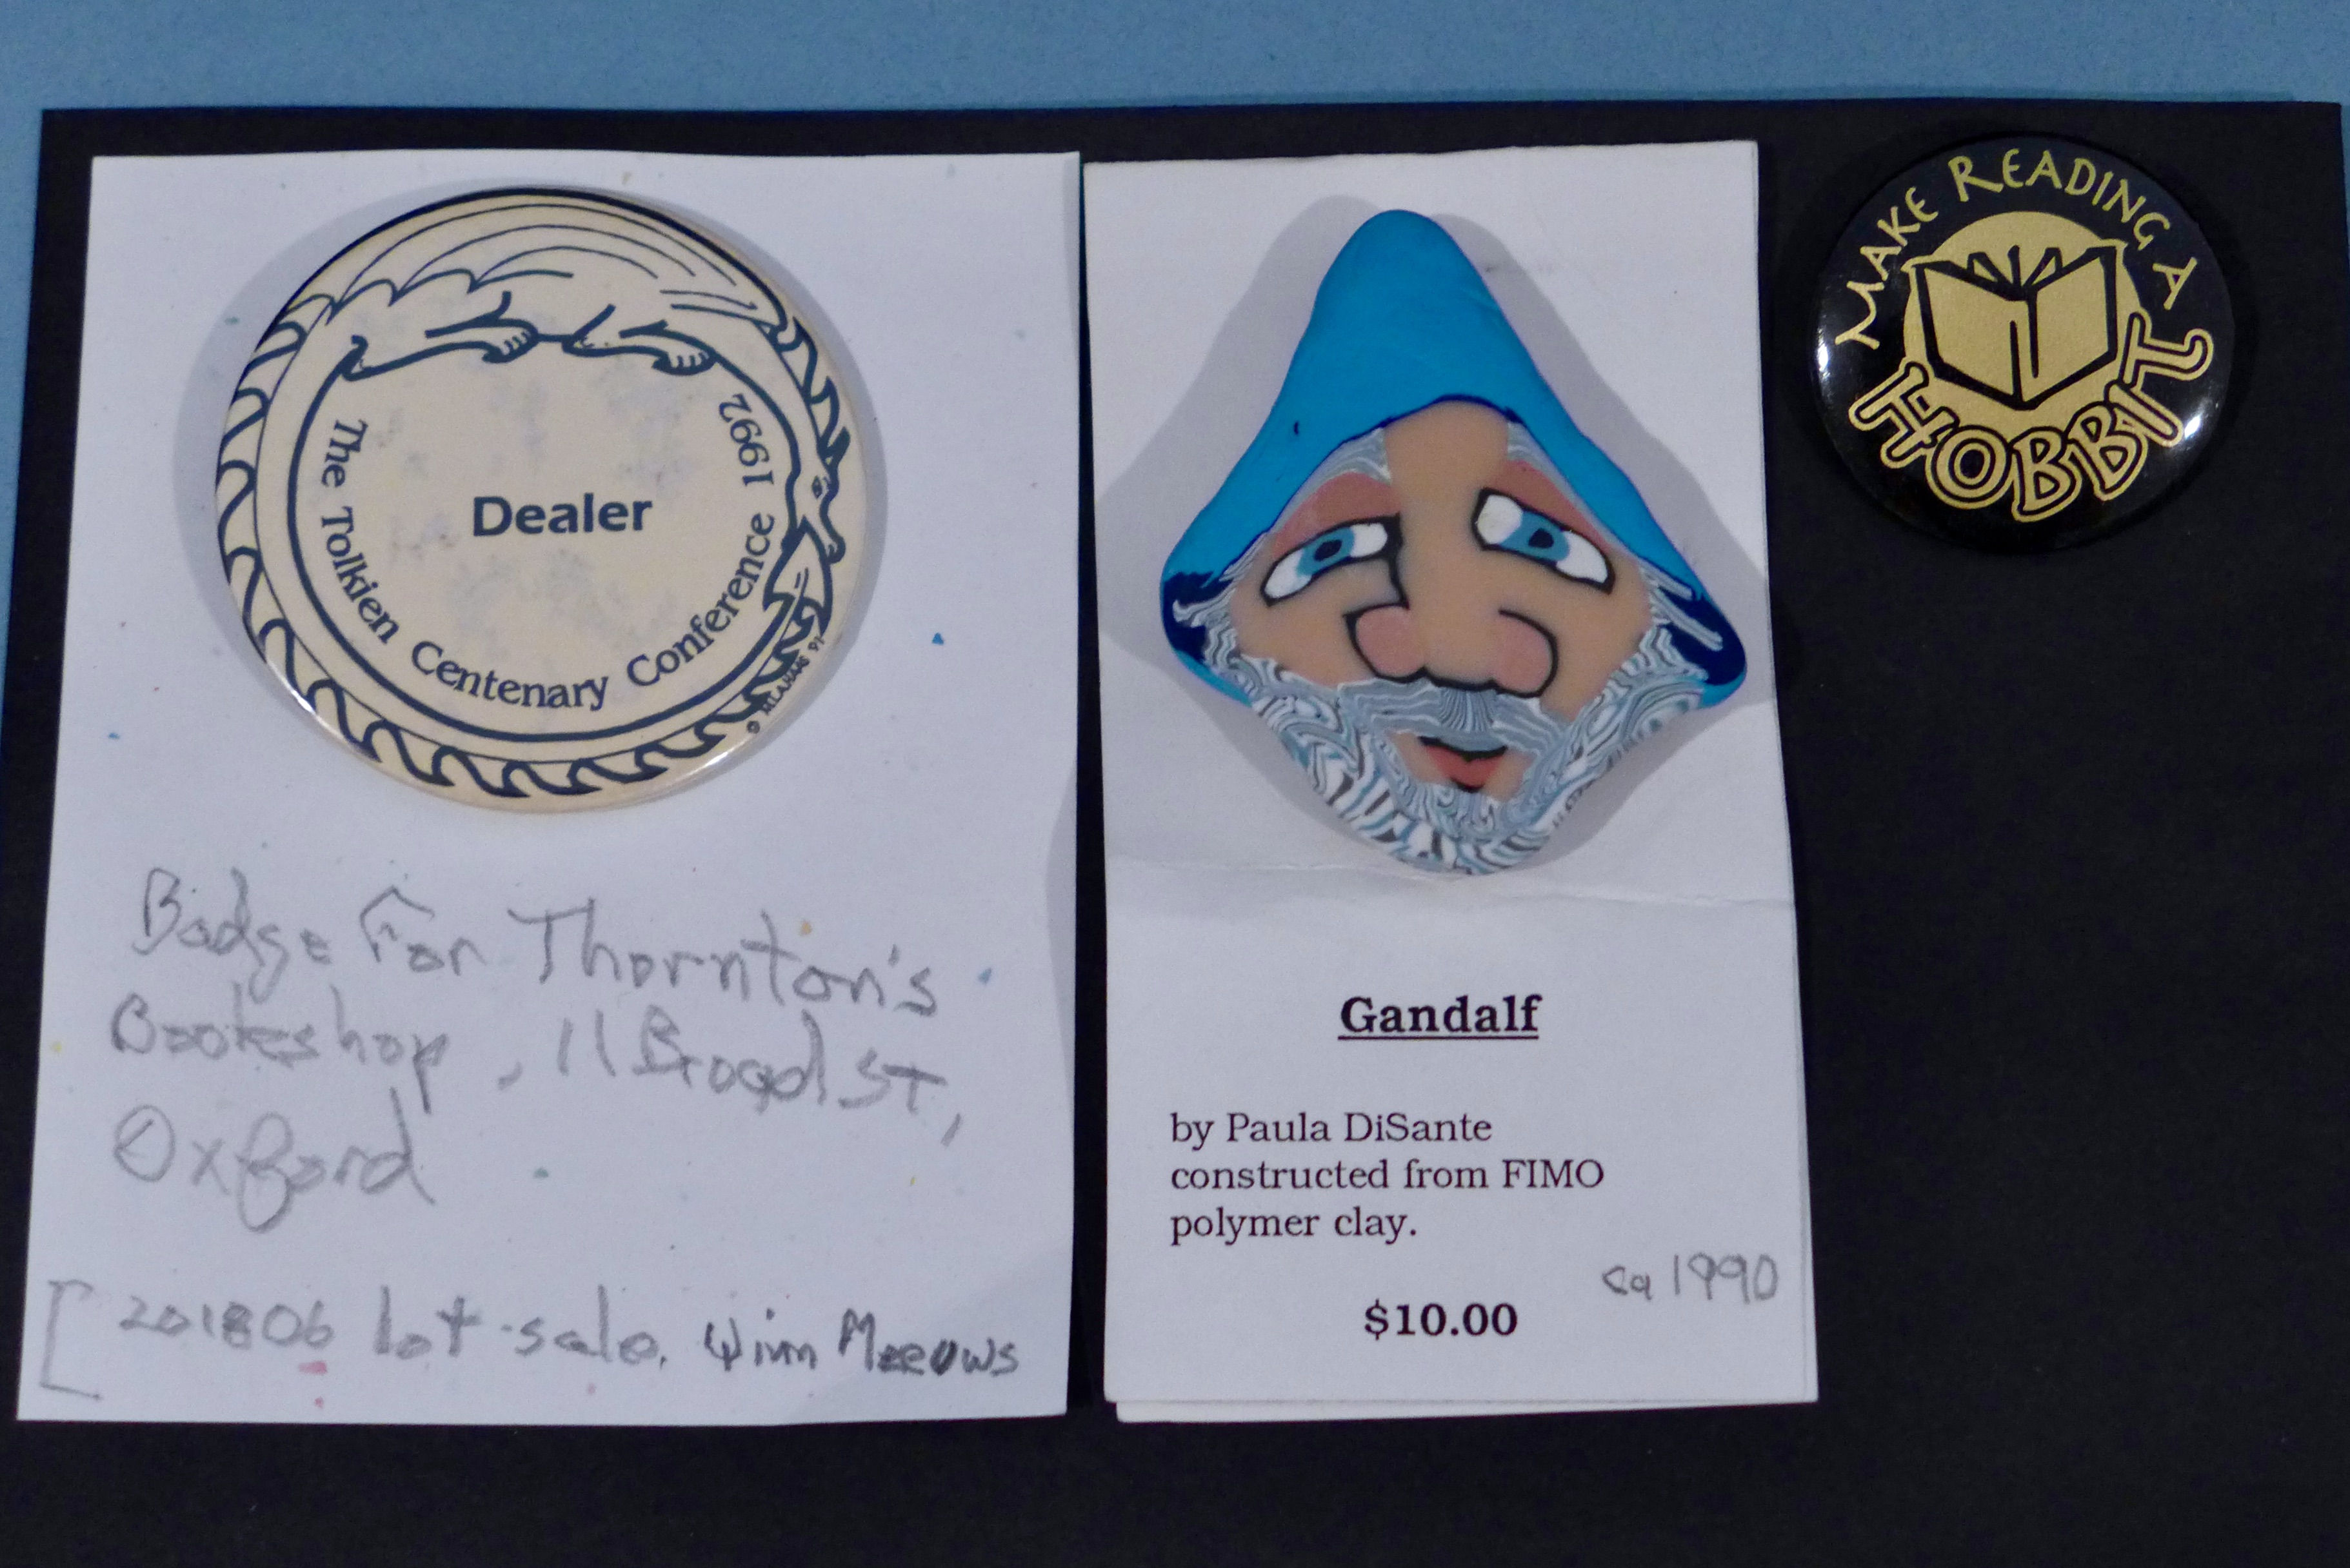 Dealer
The Tolkien Centenary Conference 1992
Badge for Thornton's
Bookshop, 11 Broad St,
Oxford
[201806 lot sale. Wim Meeuws
Gandalf
by Paula DiSante
constructed from FIMO
polymer clay.
ca 1990
$10.00
MAKE READING A
HOBBIT